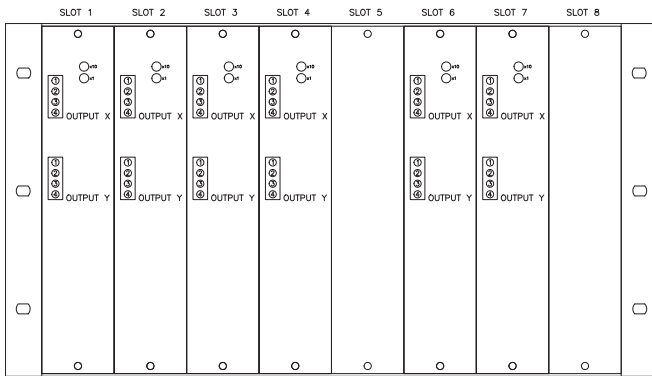 SLOT 1 SLOT 2 SLOT 3 SLOT 4 SLOT 5 SLOT 6 SLOT 7 SLOT 8
x10 x10 x10 x10 x10 x10
x1 x1 x1 x1 x1 x1
1 1 1 1 1 1
2 2 2 2 2 2
3 3 3 3 3 3
4 OUTPUT X 4 OUTPUT X 4 OUTPUT X 4 OUTPUT X 4 OUTPUT X 4 OUTPUT X
1 1 1 1 1 1
2 2 2 2 2 2
3 3 3 3 3 3
4 OUTPUT Y 4 OUTPUT Y 4 OUTPUT Y 4 OUTPUT Y 4 OUTPUT Y 4 OUTPUT Y